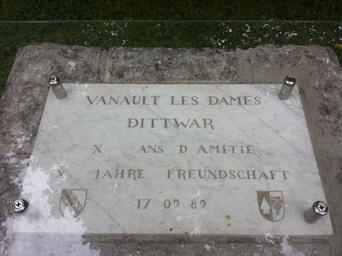 VANAULT LES DAMES
DITTWAR
X ANS D AMITIE
X JAHRE FREUNDSCHAFT
17 09 89